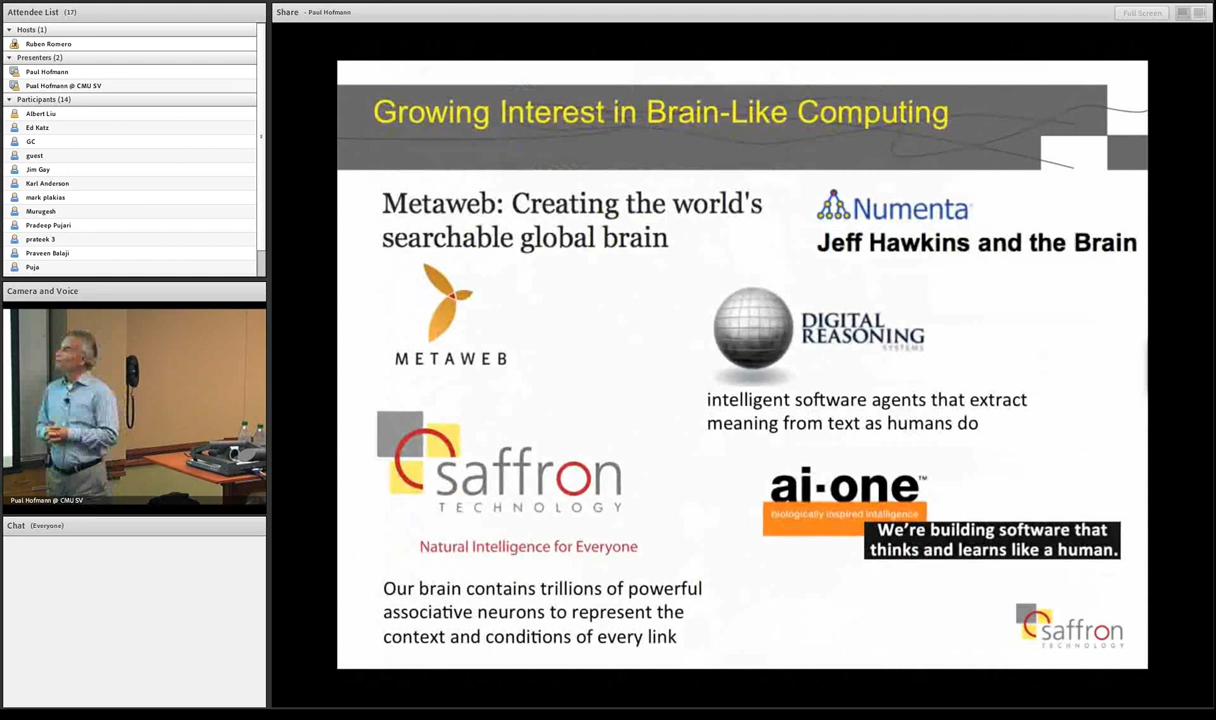 Attendee List (17)
Hosts (1)
Ruben Romero
Presenters (2)
Paul Hofmann
Pual Hofmann @ CMU SV
Participants (14)
Albert Liu
Ed Katz
GC
guest
Jim Gay
Karl Anderson
mark plakias
Murugesh
Pradeep Pujari
prateek 3
Praveen Balaji
Puja
Camera and Voice
Pual Hofmann @ CMU SV
Chat (Everyone)
Share - Paul Hofmann
Full Screen
Growing Interest in Brain-Like Computing
Metaweb: Creating the world's
searchable global brain
METAWEB
Numenta
Jeff Hawkins and the Brain
DIGITAL
REASONING
SYSTEMS
intelligent software agents that extract
meaning from text as humans do
saffron
TECHNOLOGY
Natural Intelligence for Everyone
Our brain contains trillions of powerful
associative neurons to represent the
context and conditions of every link
ai·one™
biologically inspired intelligence
We're building software that
thinks and learns like a human.
saffron
TECHNOLOGY